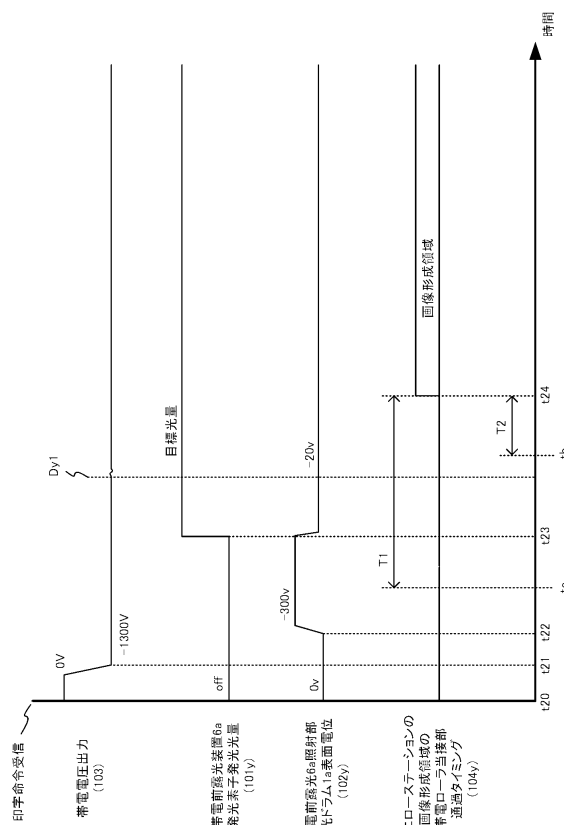 印字命令受信
帯電電圧出力
(103)
0V
-1300V
Dy1
帯電前露光装置6a
発光素子発光光量
(101y)
off
目標光量
電前露光6a照射部
光ドラム1a表面電位
(102y)
0v
-300v
-20v
エローステーションの
画像形成領域の
帯電ローラ当接部
通過タイミング
(104y)
T1
画像形成領域
T2
t20
t21
t22
t23
t24
時間